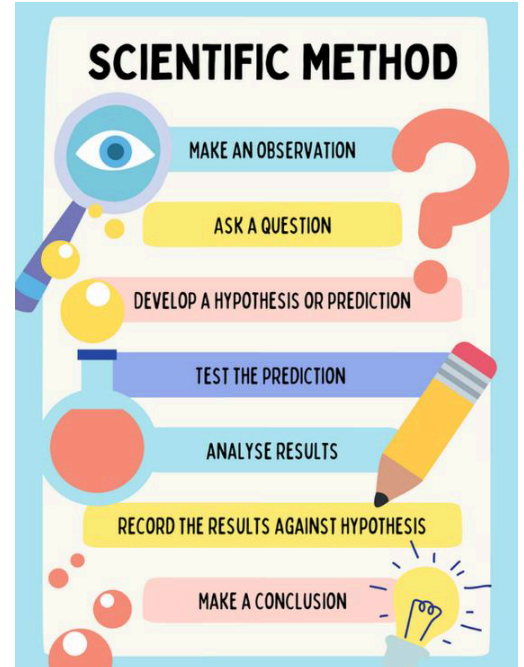 SCIENTIFIC METHOD
MAKE AN OBSERVATION
ASK A QUESTION
DEVELOP A HYPOTHESIS OR PREDICTION
TEST THE PREDICTION
ANALYSE RESULTS
RECORD THE RESULTS AGAINST HYPOTHESIS
MAKE A CONCLUSION